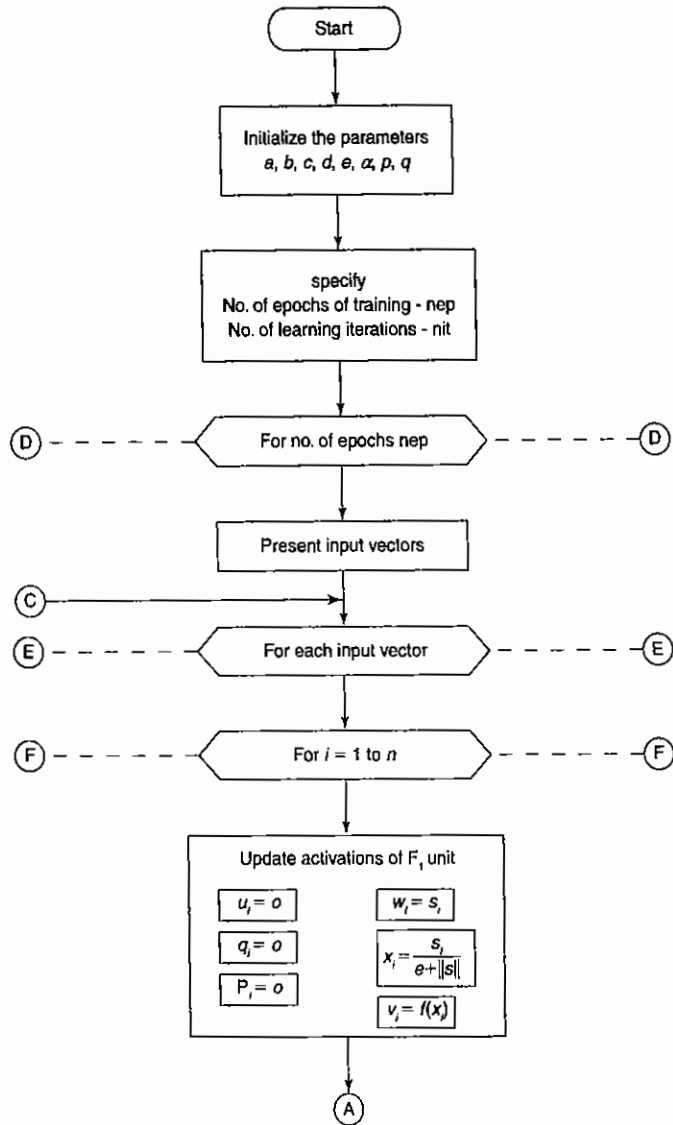 Start
Initialize the parameters
a, b, c, d, e, α, p, q
specify
No. of epochs of training - nep
No. of learning iterations - nit
D
For no. of epochs nep
D
Present input vectors
C
E
For each input vector
E
F
For i = 1 to n
F
Update activations of F₁ unit
uᵢ = o
wᵢ = sᵢ
qᵢ = o
xᵢ = sᵢ / e + ||s||
Pᵢ = o
vᵢ = f(xᵢ)
A